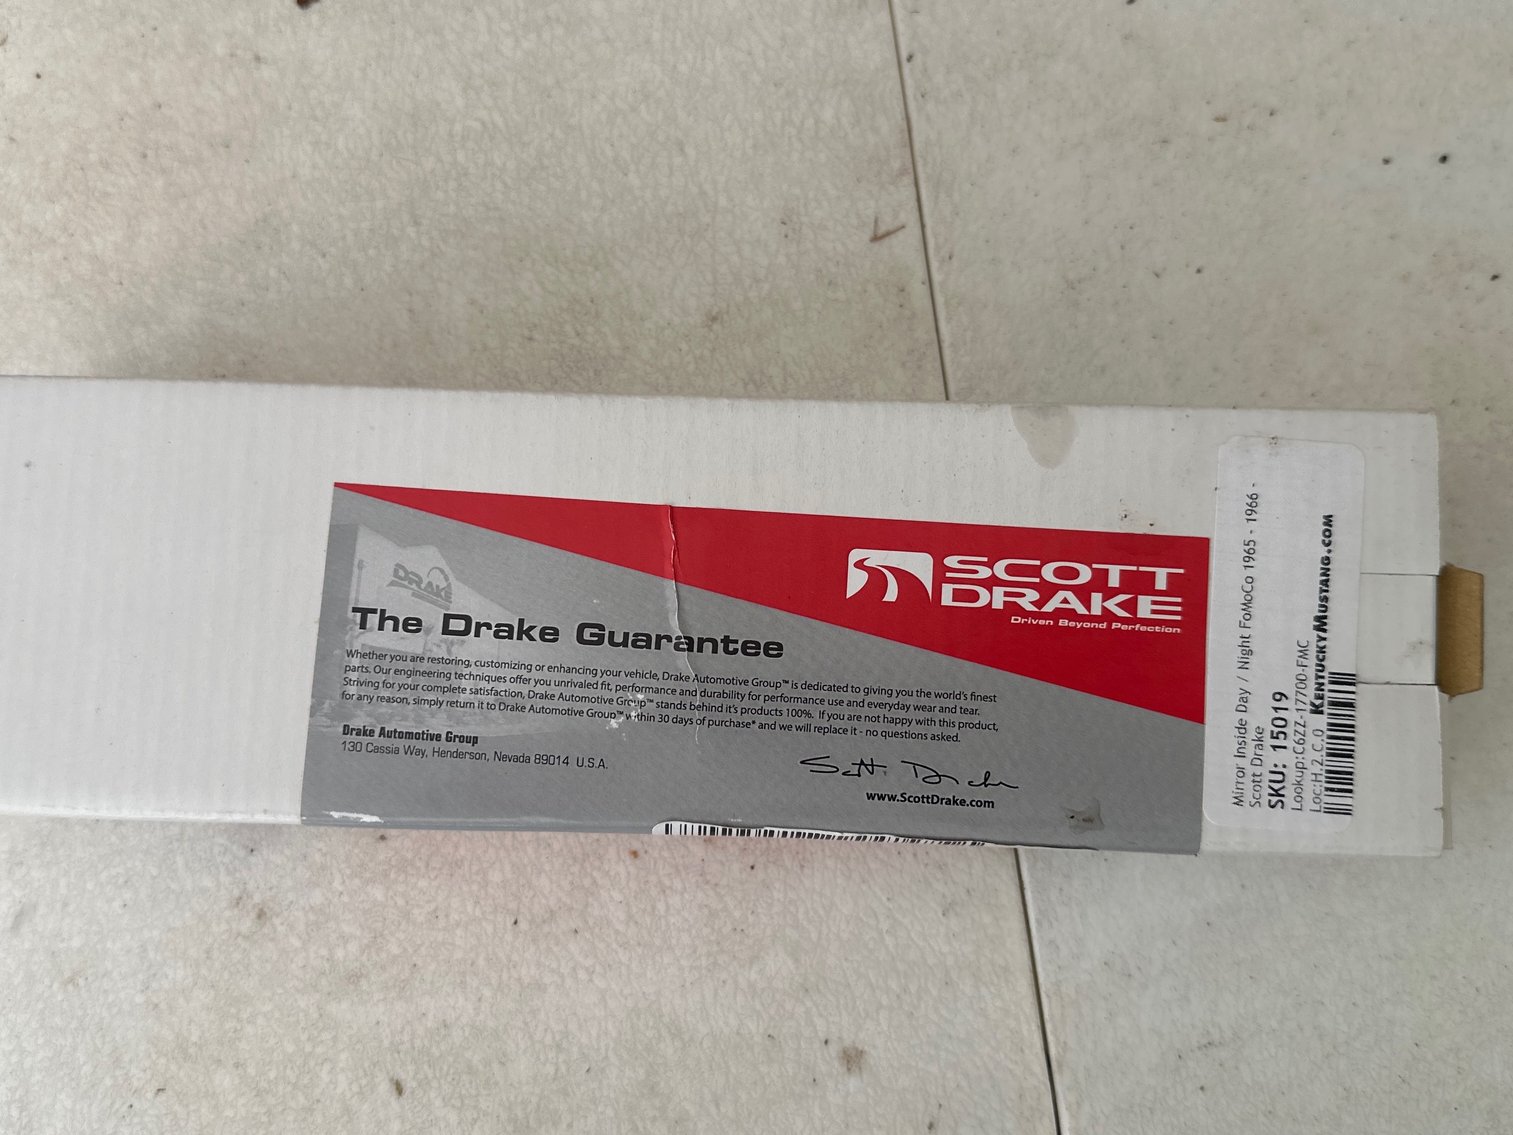 DRAKE
SCOTT
DRAKE
Driven Beyond Perfection
The Drake Guarantee
Whether you are restoring, customizing or enhancing your vehicle, Drake Automotive Group™ is dedicated to giving you the world's finest
parts. Our engineering techniques offer you unrivaled fit, performance and durability for performance use and everyday wear and tear.
Striving for your complete satisfaction, Drake Automotive Group™ stands behind it's products 100%. If you are not happy with this product,
for any reason, simply return it to Drake Automotive Group™ within 30 days of purchase* and we will replace it - no questions asked.
Drake Automotive Group
130 Cassia Way, Henderson, Nevada 89014 U.S.A.
Scott Drake
www.ScottDrake.com
Mirror Inside Day / Night FoMoCo 1965 - 1966 -
Scott Drake
SKU: 15019
Lookup:C6ZZ-17700-FMC
Loc:H.2.C.0 KENTUCKYMUSTANG.COM